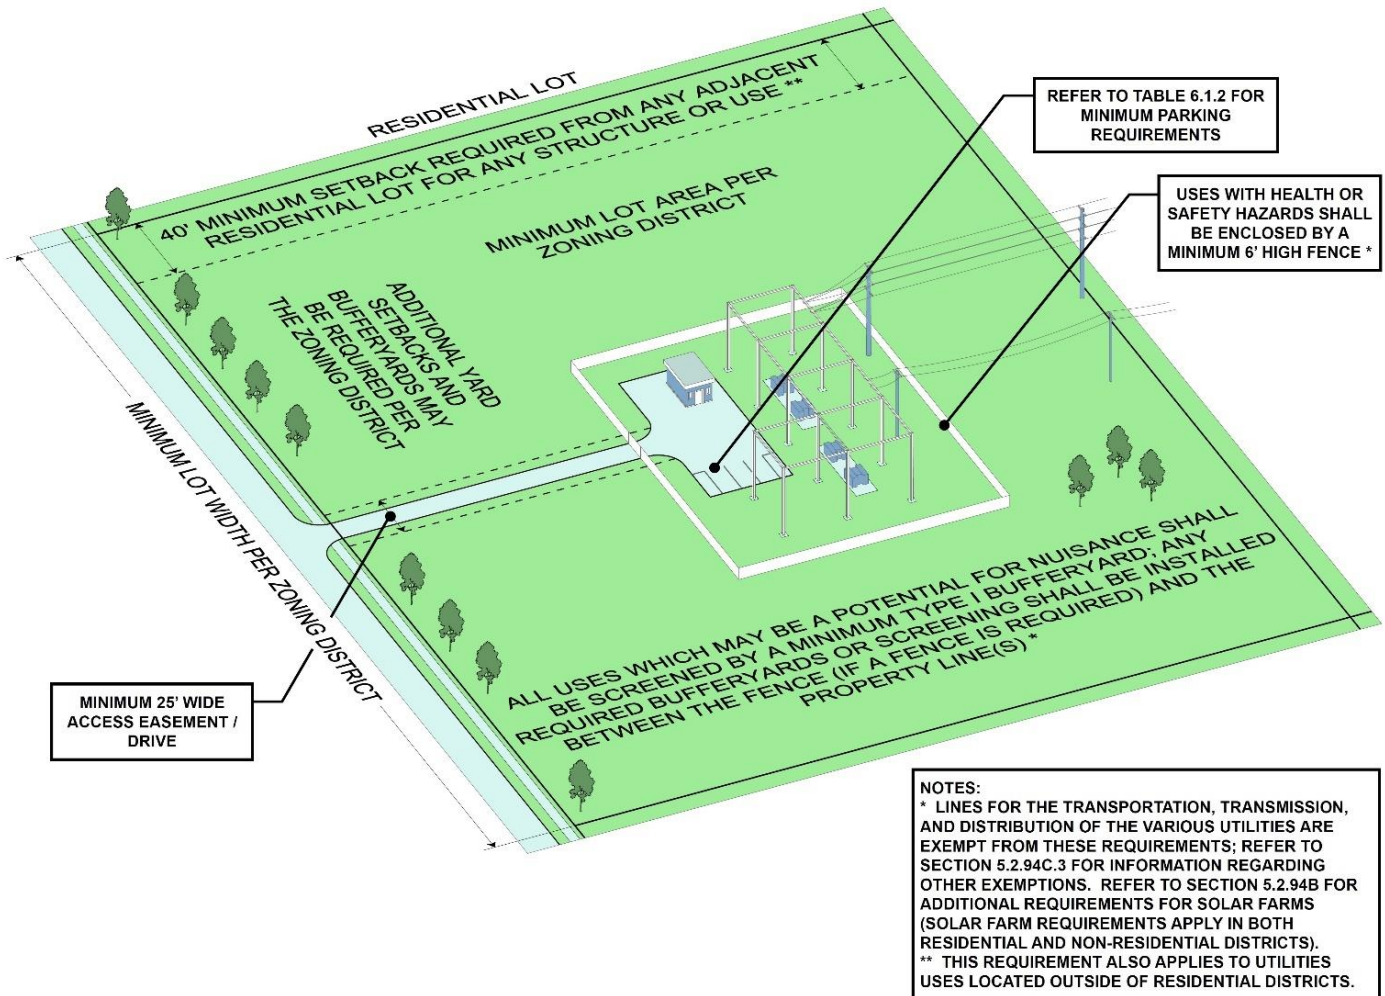 RESIDENTIAL LOT
40' MINIMUM SETBACK REQUIRED FROM ANY ADJACENT
RESIDENTIAL LOT FOR ANY STRUCTURE OR USE **
REFER TO TABLE 6.1.2 FOR
MINIMUM PARKING
REQUIREMENTS
MINIMUM LOT AREA PER
ZONING DISTRICT
USES WITH HEALTH OR
SAFETY HAZARDS SHALL
BE ENCLOSED BY A
MINIMUM 6' HIGH FENCE *
ADDITIONAL YARD
SETBACKS AND
BUFFERYARDS MAY
BE REQUIRED PER
THE ZONING DISTRICT
MINIMUM LOT WIDTH PER ZONING DISTRICT
ALL USES WHICH MAY BE A POTENTIAL FOR NUISANCE SHALL
BE SCREENED BY A MINIMUM TYPE I BUFFERYARD; ANY
REQUIRED BUFFERYARDS OR SCREENING SHALL BE INSTALLED
BETWEEN THE FENCE (IF A FENCE IS REQUIRED) AND THE
PROPERTY LINE(S) *
MINIMUM 25' WIDE
ACCESS EASEMENT /
DRIVE
NOTES:
* LINES FOR THE TRANSPORTATION, TRANSMISSION,
AND DISTRIBUTION OF THE VARIOUS UTILITIES ARE
EXEMPT FROM THESE REQUIREMENTS; REFER TO
SECTION 5.2.94C.3 FOR INFORMATION REGARDING
OTHER EXEMPTIONS. REFER TO SECTION 5.2.94B FOR
ADDITIONAL REQUIREMENTS FOR SOLAR FARMS
(SOLAR FARM REQUIREMENTS APPLY IN BOTH
RESIDENTIAL AND NON-RESIDENTIAL DISTRICTS).
** THIS REQUIREMENT ALSO APPLIES TO UTILITIES
USES LOCATED OUTSIDE OF RESIDENTIAL DISTRICTS.